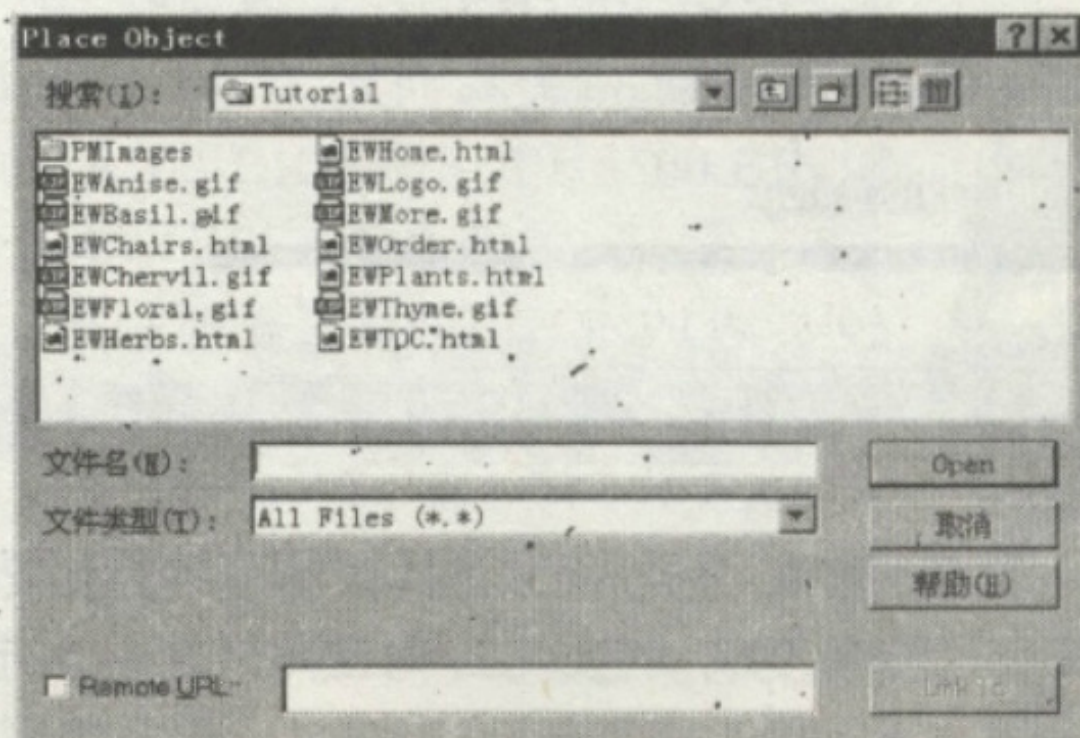 Place Object
搜索(I): Tutorial
PMImages
EWAnise.gif
EWBasil.gif
EWChairs.html
EWChervil.gif
EWFloral.gif
EWHerbs.html
EWHome.html
EWLogo.gif
EWMore.gif
EWOrder.html
EWPlants.html
EWThyme.gif
EWTOC.html
文件名(N): Open
文件类型(T): All Files (*.*) 取消
帮助(H)
Remote URL: Link To